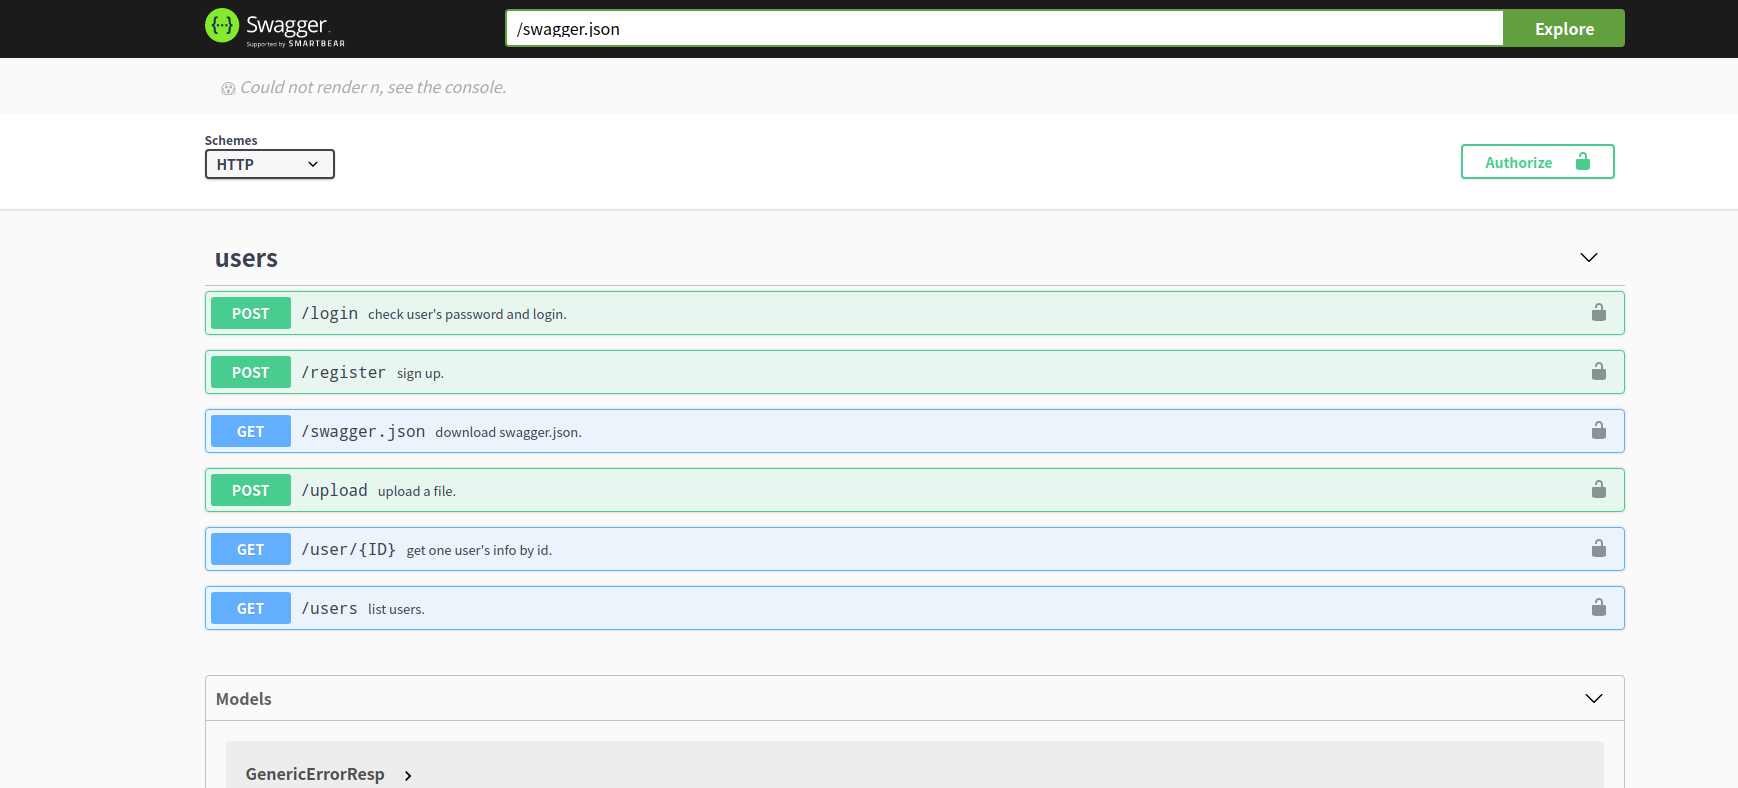 Swagger.
Supported by SMARTBEAR
/swagger.json
Explore
Could not render n, see the console.
Schemes
HTTP
Authorize
users
POST /login check user's password and login.
POST /register sign up.
GET /swagger.json download swagger.json.
POST /upload upload a file.
GET /user/{ID} get one user's info by id.
GET /users list users.
Models
GenericErrorResp